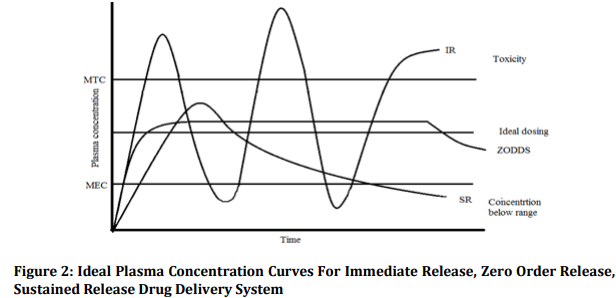 IR
Toxicity
MTC
Plasma concentration
Ideal dosing
ZODDS
MEC
SR
Concentrtion
below range
Time
Figure 2: Ideal Plasma Concentration Curves For Immediate Release, Zero Order Release,
Sustained Release Drug Delivery System